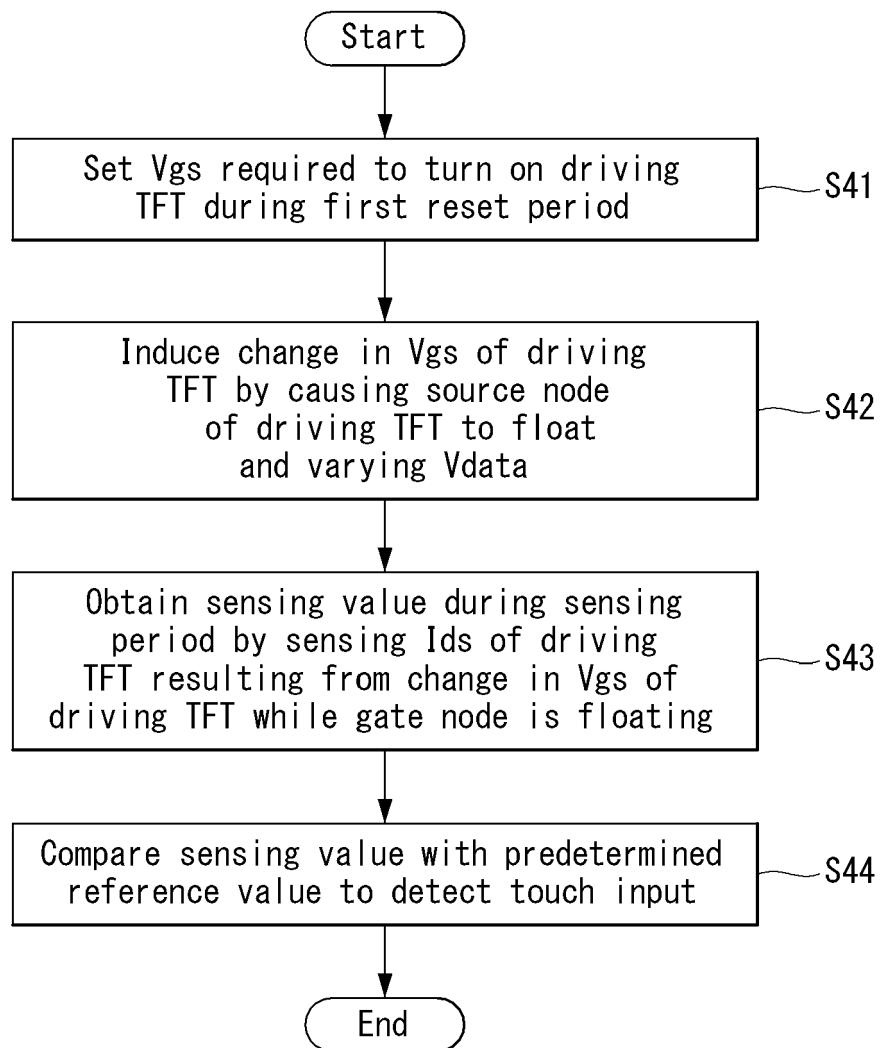 Start
Set Vgs required to turn on driving
TFT during first reset period
S41
Induce change in Vgs of driving
TFT by causing source node
of driving TFT to float
and varying Vdata
S42
Obtain sensing value during sensing
period by sensing Ids of driving
TFT resulting from change in Vgs of
driving TFT while gate node is floating
S43
Compare sensing value with predetermined
reference value to detect touch input
S44
End